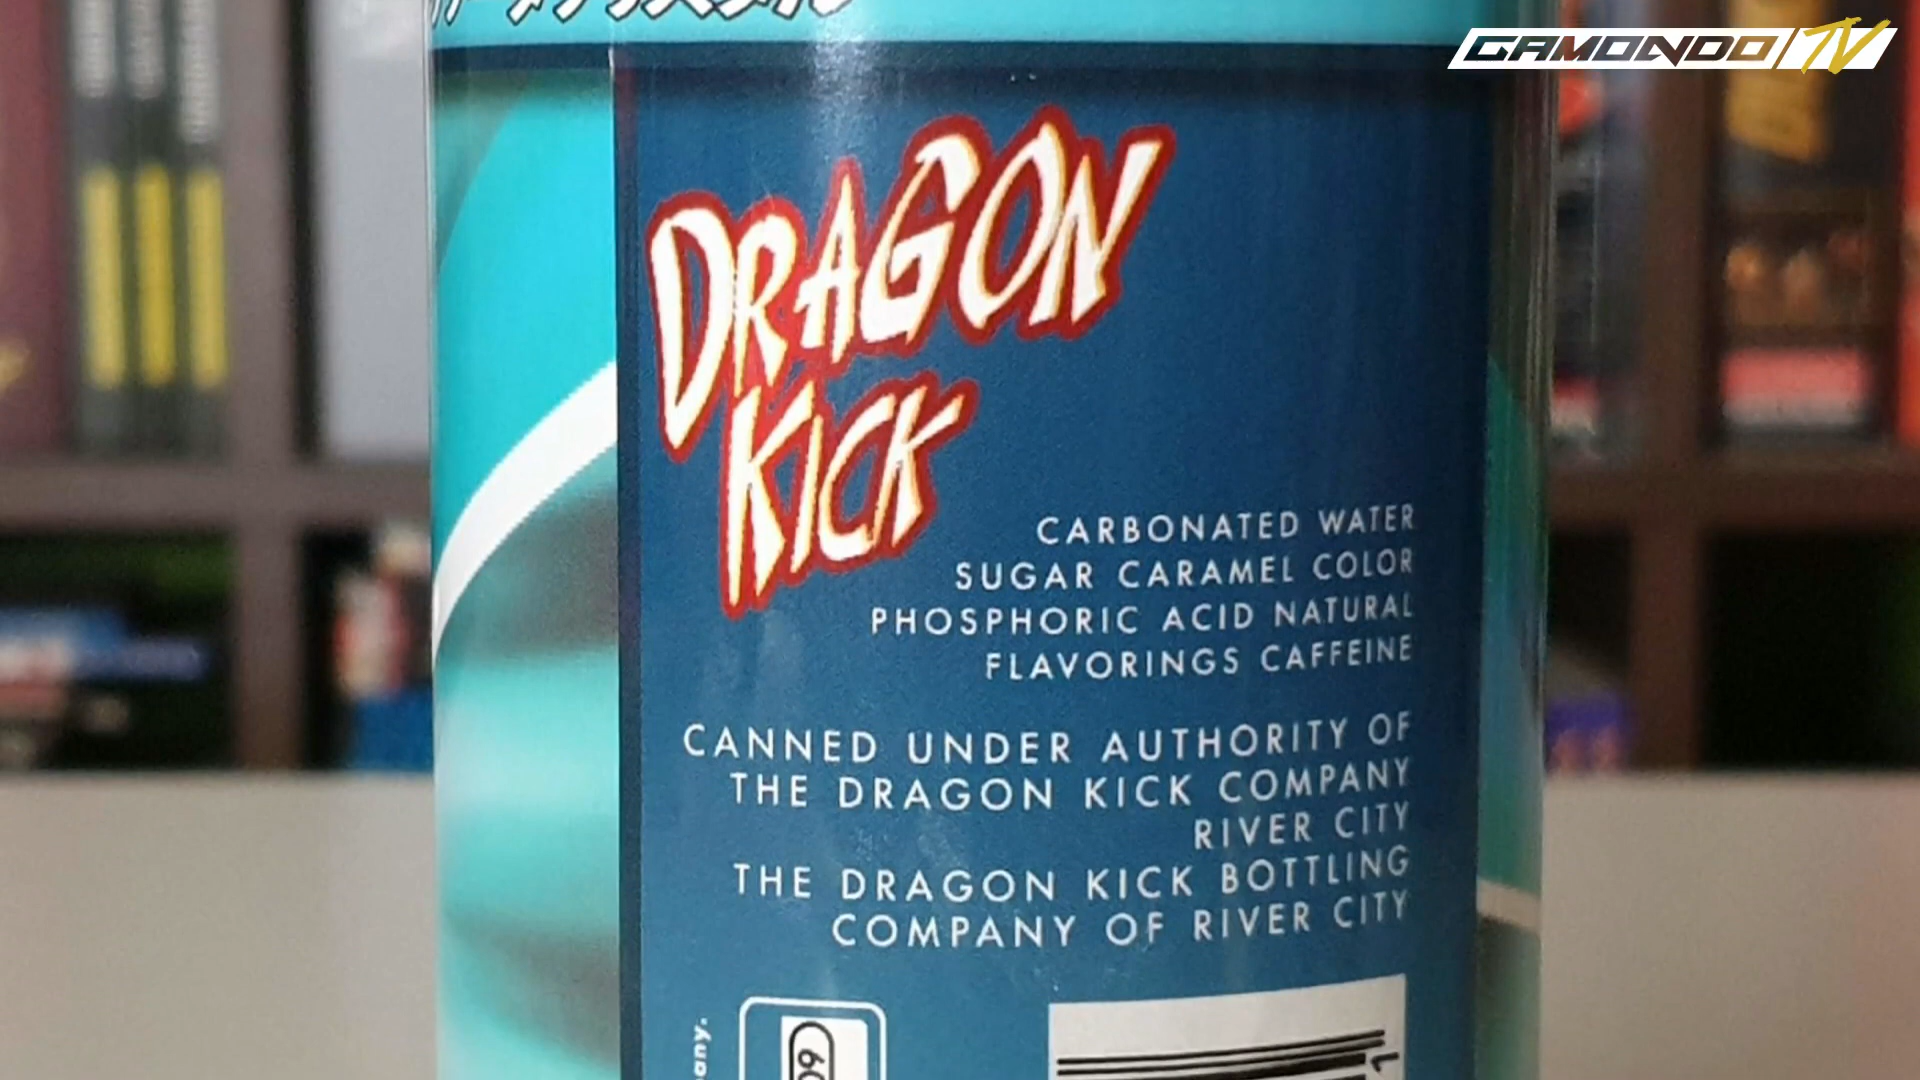 GAMONDO TV
DRAGON
KICK
CARBONATED WATER
SUGAR CARAMEL COLOR
PHOSPHORIC ACID NATURAL
FLAVORINGS CAFFEINE
CANNED UNDER AUTHORITY OF
THE DRAGON KICK COMPANY
RIVER CITY
THE DRAGON KICK BOTTLING
COMPANY OF RIVER CITY